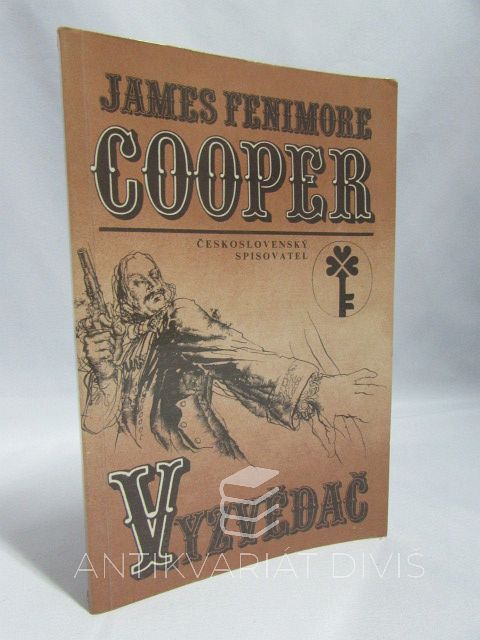 JAMES FENIMORE
COOPER
ČESKOSLOVENSKÝ
SPISOVATEL
VYZVĚDAČ
ANTIKVARIÁT DIVIŠ